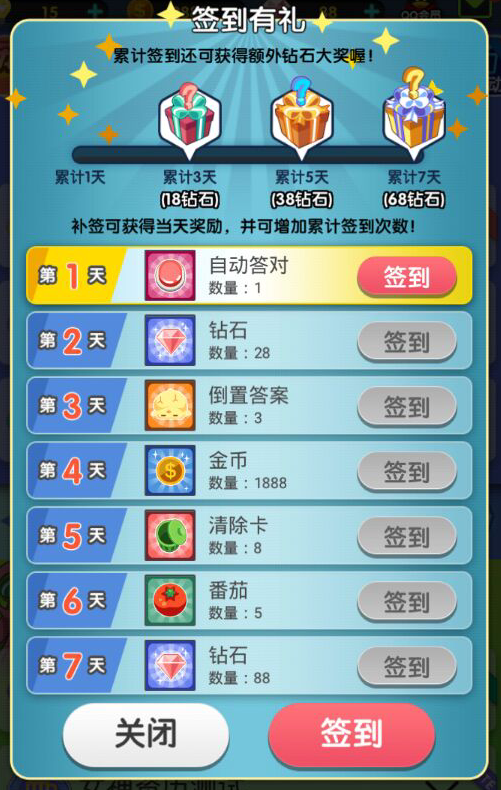 15
88
QQ会员
签到有礼
累计签到还可获得额外钻石大奖喔!
累计1天
累计3天
累计5天
累计7天
(18钻石)
(38钻石)
(68钻石)
补签可获得当天奖励，并可增加累计签到次数!
第1天
自动答对
数量：1
签到
第2天
钻石
数量：28
签到
第3天
倒置答案
数量：3
签到
第4天
金币
数量：1888
签到
第5天
清除卡
数量：8
签到
第6天
番茄
数量：5
签到
第7天
钻石
数量：88
签到
关闭
签到